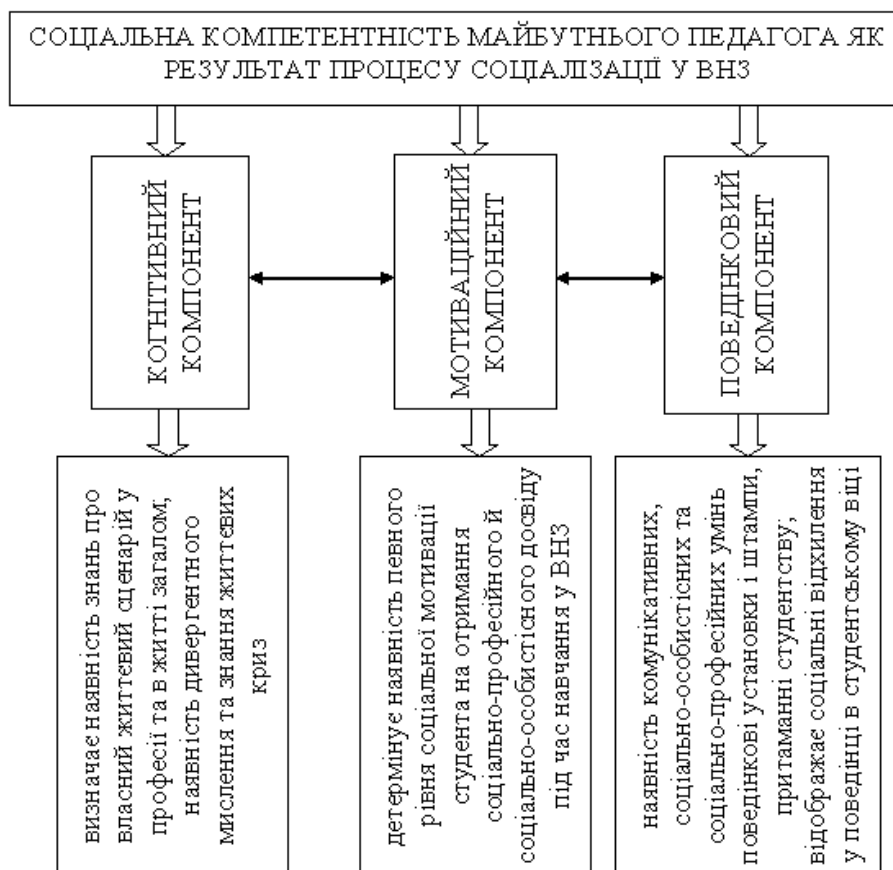 СОЦІАЛЬНА КОМПЕТЕНТНІСТЬ МАЙБУТНЬОГО ПЕДАГОГА ЯК
РЕЗУЛЬТАТ ПРОЦЕСУ СОЦІАЛІЗАЦІЇ У ВНЗ
КОГНІТИВНИЙ
КОМПОНЕНТ
МОТИВАЦІЙНИЙ
КОМПОНЕНТ
ПОВЕДІНКОВИЙ
КОМПОНЕНТ
визначає наявність знань про
власний життєвий сценарій у
професії та в житті загалом,
наявність дивергентного
мислення та знання життєвих
криз
детермінує наявність певного
рівня соціальної мотивації
студента на отримання
соціально-професійного й
соціально-особистісного досвіду
під час навчання у ВНЗ
наявність комунікативних,
соціально-особистісних та
соціально-професійних умінь
поведінкові установки і штампи,
притаманні студентству;
відображає соціальні відхилення
у поведінці в студентському віці